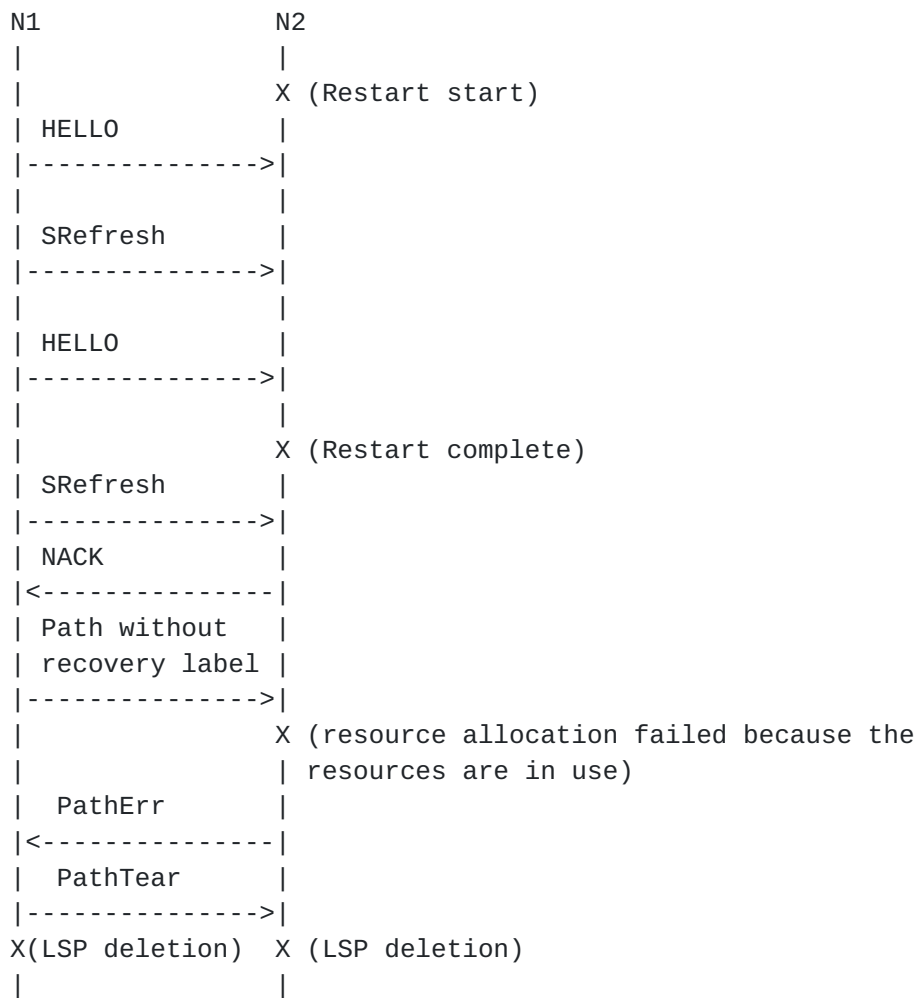 N1               N2
|                |
|                X (Restart start)
| HELLO          |
|--------------->|
|                |
| SRefresh       |
|--------------->|
|                |
| HELLO          |
|--------------->|
|                |
|                X (Restart complete)
| SRefresh       |
|--------------->|
| NACK           |
|<---------------|
| Path without   |
| recovery label |
|--------------->|
|                X (resource allocation failed because the
|                | resources are in use)
|  PathErr       |
|<---------------|
|  PathTear      |
|--------------->|
X(LSP deletion)  X (LSP deletion)
|                |